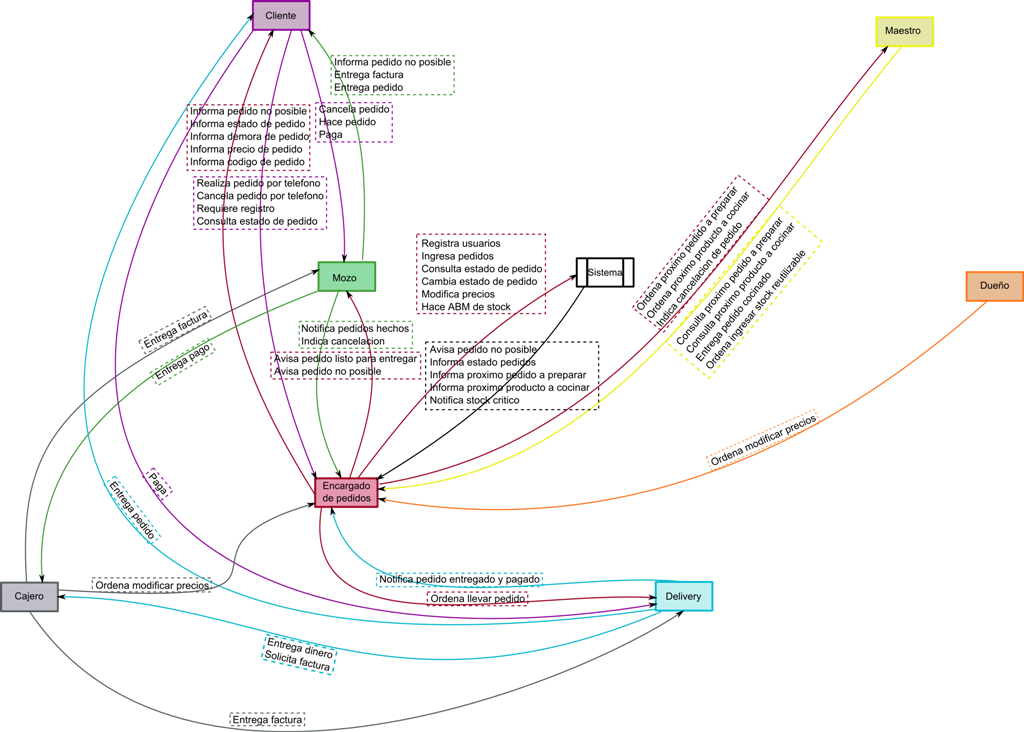 Cliente
Maestro
Informa pedido no posible
Entrega factura
Entrega pedido
Informa pedido no posible
Informa estado de pedido
Informa demora de pedido
Informa precio de pedido
Informa codigo de pedido
Cancela pedido
Hace pedido
Paga
Realiza pedido por telefono
Cancela pedido por telefono
Requiere registro
Consulta estado de pedido
Ordena proximo pedido a preparar
Ordena proximo producto a cocinar
Indica cancelacion de pedido
Consulta proximo pedido a preparar
Consulta proximo producto a cocinar
Entrega pedido cocinado
Ordena ingresar stock reutilizable
Registra usuarios
Ingresa pedidos
Consulta estado de pedido
Cambia estado de pedido
Modifica precios
Hace ABM de stock
Mozo
Sistema
Dueño
Entrega factura
Entrega pago
Notifica pedidos hechos
Indica cancelacion
Avisa pedido listo para entregar
Avisa pedido no posible
Avisa pedido no posible
Informa estado pedidos
Informa proximo pedido a preparar
Informa proximo producto a cocinar
Notifica stock critico
Ordena modificar precios
Paga
Entrega pedido
Encargado
de pedidos
Ordena modificar precios
Notifica pedido entregado y pagado
Cajero
Ordena llevar pedido
Delivery
Entrega dinero
Solicita factura
Entrega factura